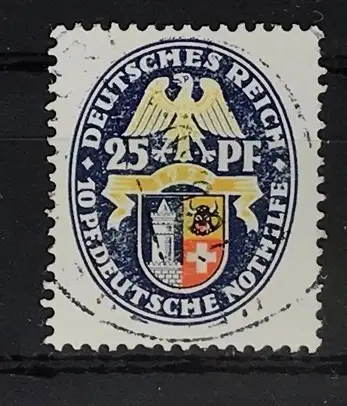 DEUTSCHES REICH
25 PF
10 PF. DEUTSCHE NOTHILFE